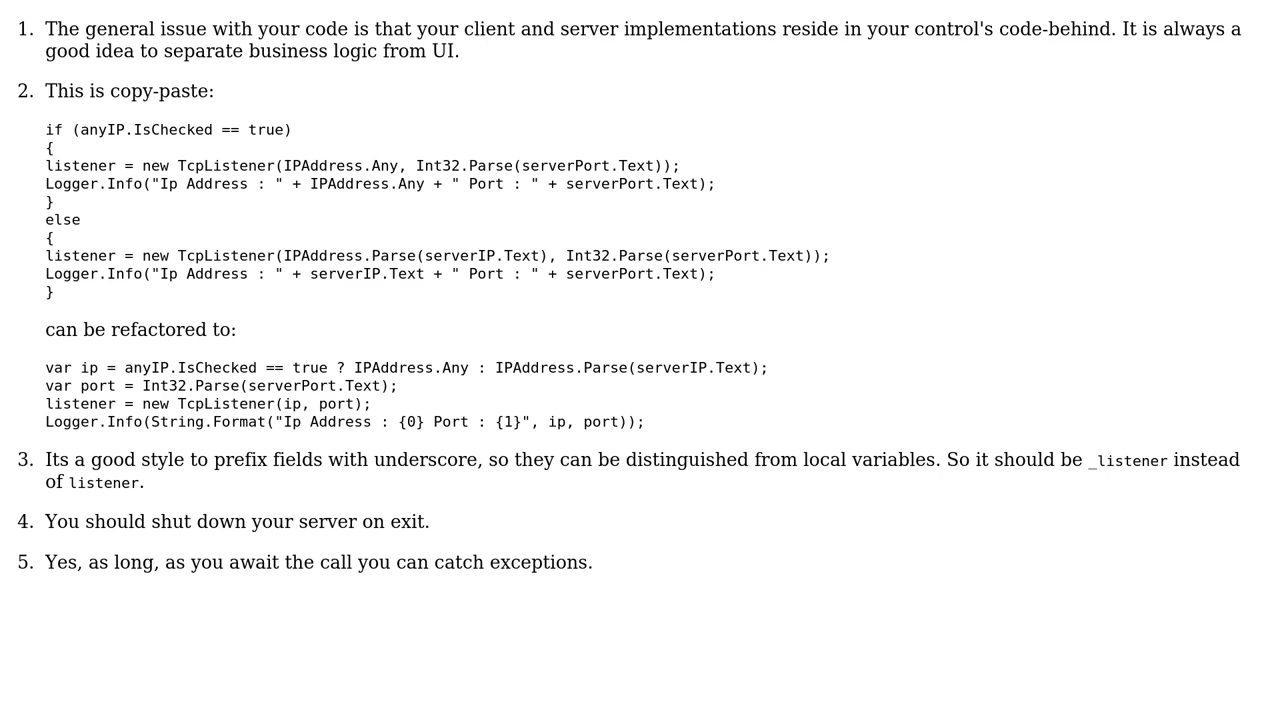 1. The general issue with your code is that your client and server implementations reside in your control's code-behind. It is always a
good idea to separate business logic from UI.
2. This is copy-paste:
if (anyIP.IsChecked == true)
{
listener = new TcpListener(IPAddress.Any, Int32.Parse(serverPort.Text));
Logger.Info("Ip Address : " + IPAddress.Any + " Port : " + serverPort.Text);
}
else
{
listener = new TcpListener(IPAddress.Parse(serverIP.Text), Int32.Parse(serverPort.Text));
Logger.Info("Ip Address : " + serverIP.Text + " Port : " + serverPort.Text);
}
can be refactored to:
var ip = anyIP.IsChecked == true ? IPAddress.Any : IPAddress.Parse(serverIP.Text);
var port = Int32.Parse(serverPort.Text);
listener = new TcpListener(ip, port);
Logger.Info(String.Format("Ip Address : {0} Port : {1}", ip, port));
3. Its a good style to prefix fields with underscore, so they can be distinguished from local variables. So it should be _listener instead
of listener.
4. You should shut down your server on exit.
5. Yes, as long, as you await the call you can catch exceptions.